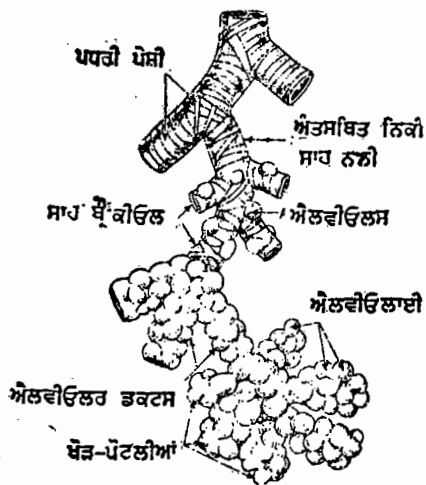 ਪਧਰੀ ਪੇਸ਼ੀ
ਅੰਤਸਥਿਤ ਨਿਕੀ
ਸਾਹ ਨਲੀ
ਸਾਹ ਬ੍ਰੌਂਕੀਓਲ
ਐਲਵੀਓਲਸ
ਐਲਵੀਓਲਾਈ
ਐਲਵੀਓਲਰ ਡਕਟਸ
ਖੋੜ-ਪੋਟਲੀਆਂ